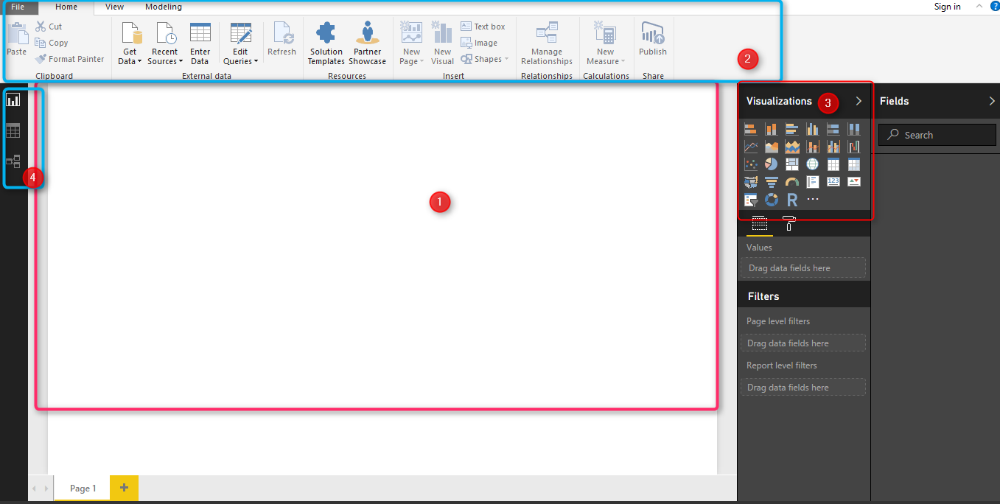 File Home View Modeling Sign in ?
Cut
Copy
Format Painter
Paste
Clipboard
Get Data
Recent Sources
Enter Data
Edit Queries
Refresh
External data
Solution Templates
Partner Showcase
Resources
New Page
New Visual
Text box
Image
Shapes
Insert
Manage Relationships
Relationships
New Measure
Calculations
Publish
Share
2
4
1
Visualizations 3
R
123
...
Values
Drag data fields here
Filters
Page level filters
Drag data fields here
Report level filters
Drag data fields here
Fields
Search
Page 1 +